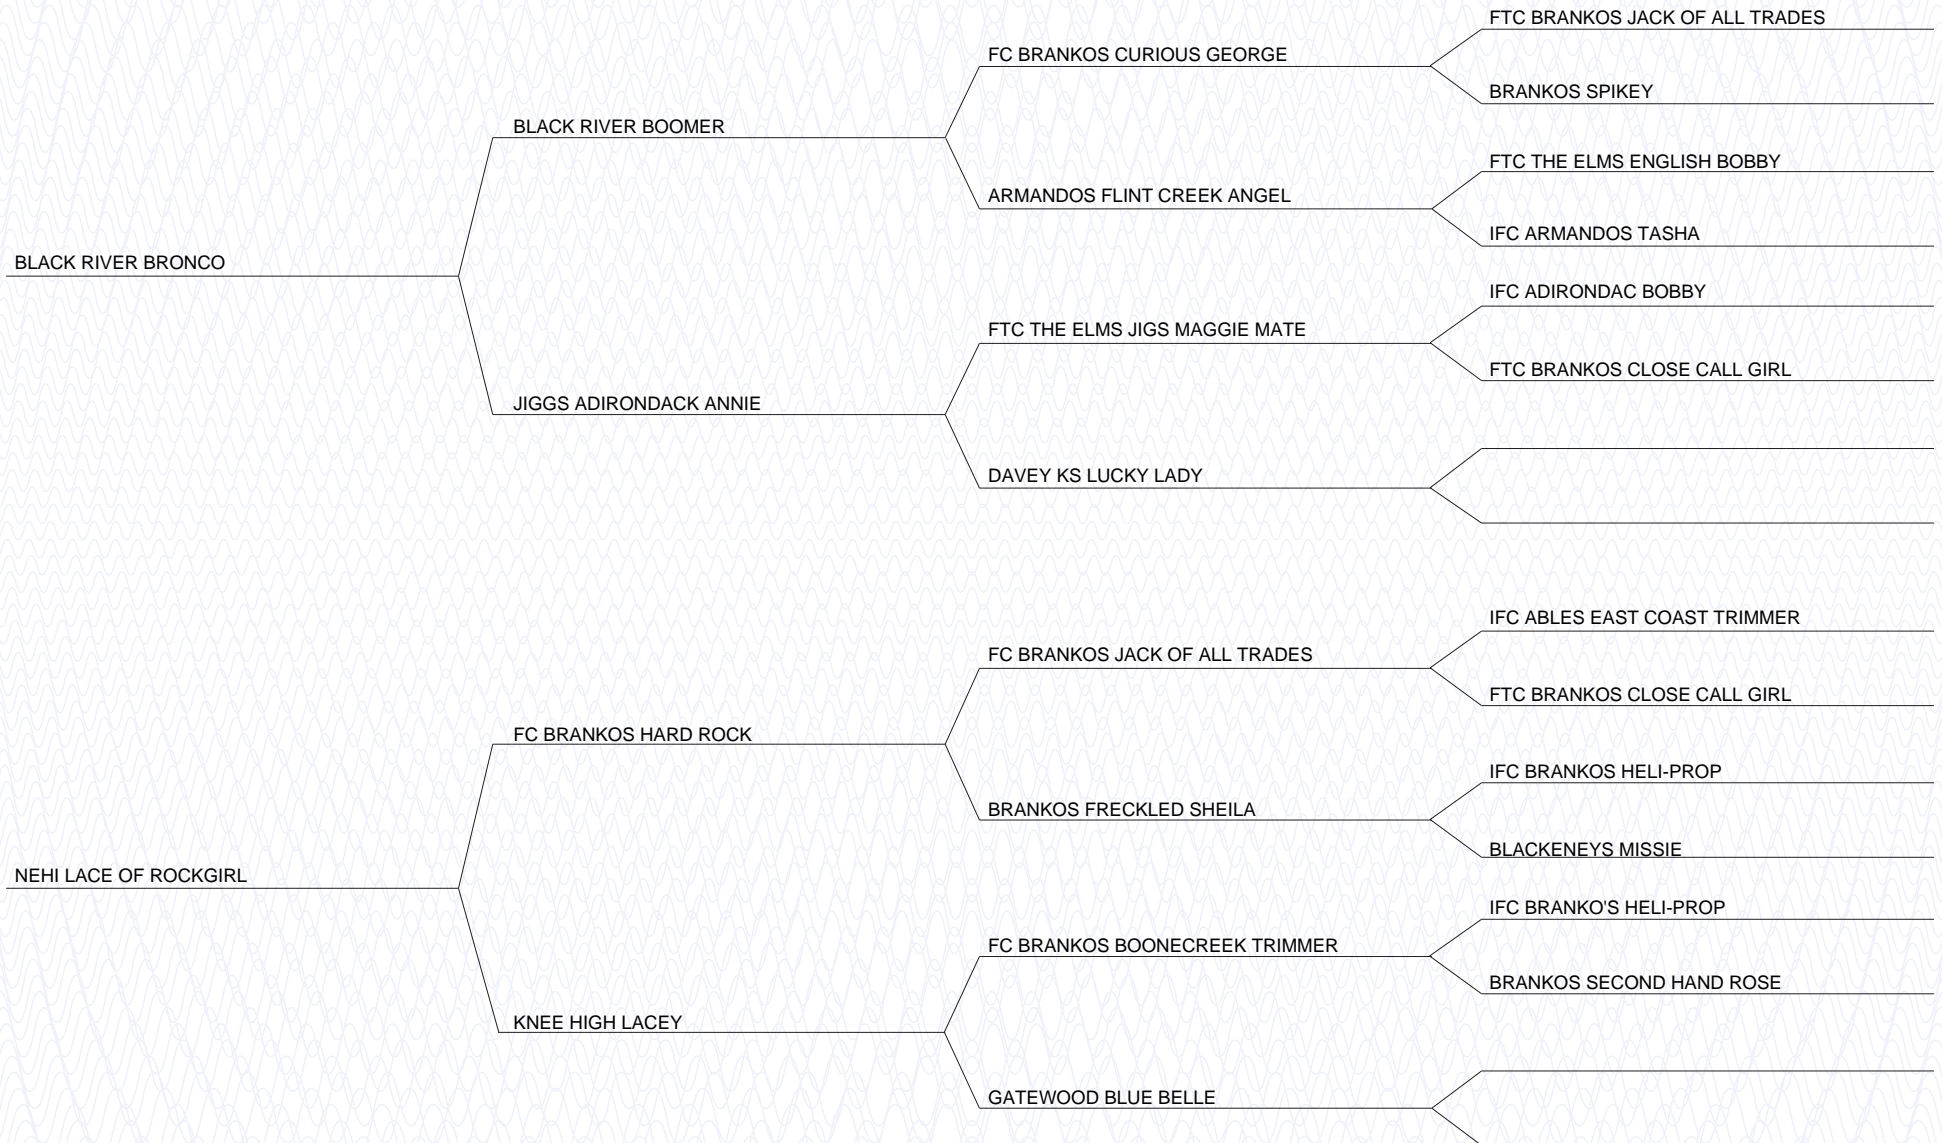 FTC BRANKOS JACK OF ALL TRADES
FC BRANKOS CURIOUS GEORGE
BRANKOS SPIKEY
BLACK RIVER BOOMER
FTC THE ELMS ENGLISH BOBBY
ARMANDOS FLINT CREEK ANGEL
IFC ARMANDOS TASHA
BLACK RIVER BRONCO
IFC ADIRONDAC BOBBY
FTC THE ELMS JIGS MAGGIE MATE
FTC BRANKOS CLOSE CALL GIRL
JIGGS ADIRONDACK ANNIE
DAVEY KS LUCKY LADY
IFC ABLES EAST COAST TRIMMER
FC BRANKOS JACK OF ALL TRADES
FTC BRANKOS CLOSE CALL GIRL
FC BRANKOS HARD ROCK
IFC BRANKOS HELI-PROP
BRANKOS FRECKLED SHEILA
BLACKENEYS MISSIE
NEHI LACE OF ROCKGIRL
IFC BRANKO'S HELI-PROP
FC BRANKOS BOONECREEK TRIMMER
BRANKOS SECOND HAND ROSE
KNEE HIGH LACEY
GATEWOOD BLUE BELLE